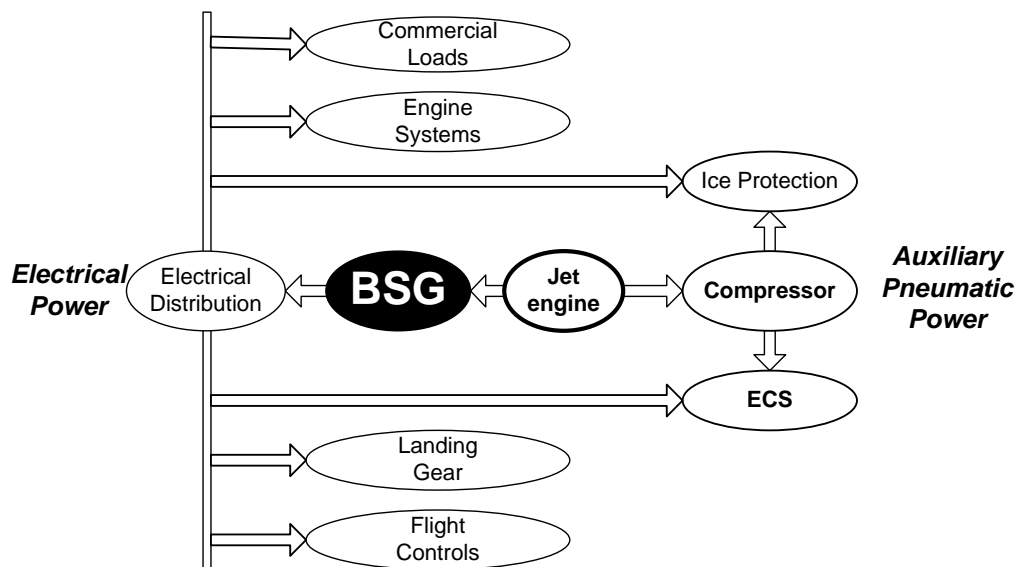 Commercial
Loads
Engine
Systems
Ice Protection
Electrical
Power
Electrical
Distribution
BSG
Jet
engine
Compressor
Auxiliary
Pneumatic
Power
ECS
Landing
Gear
Flight
Controls